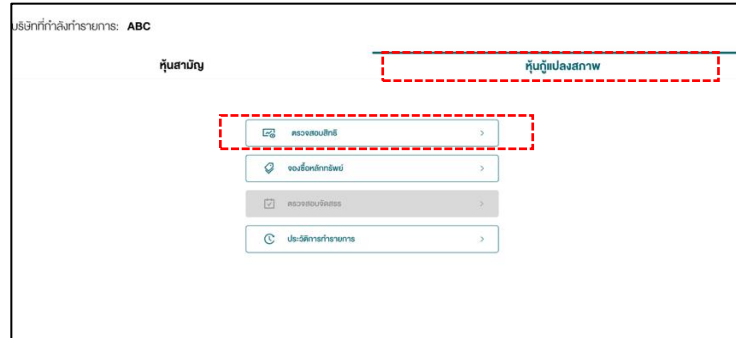 บริษัทที่กำลังทำรายการ: ABC
หุ้นสามัญ หุ้นกู้แปลงสภาพ
ตรวจสอบสิทธิ
จองซื้อหลักทรัพย์
ตรวจสอบจัดสรร
ประวัติการทำรายการ